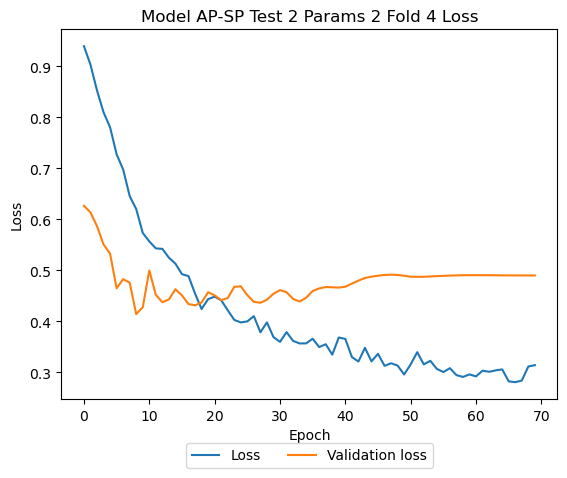 Model AP-SP Test 2 Params 2 Fold 4 Loss
Loss
0.9
0.8
0.7
0.6
0.5
0.4
0.3
0 10 20 30 40 50 60 70
Epoch
Loss Validation loss